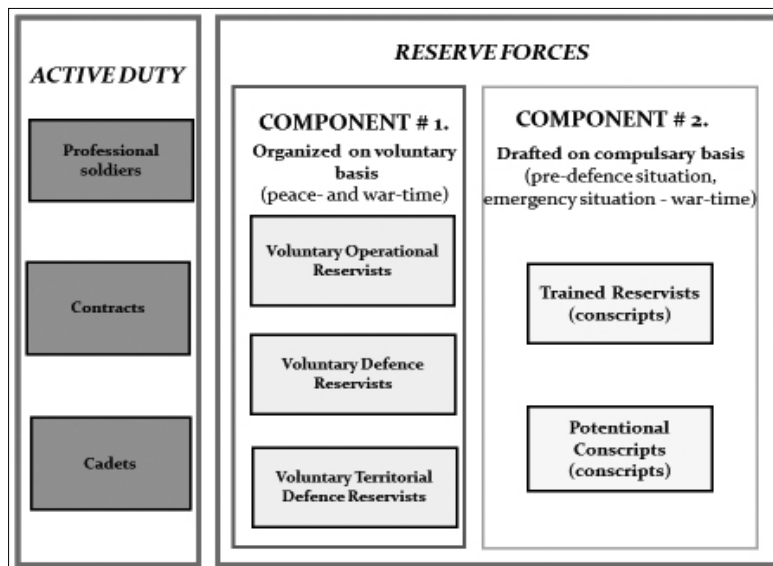 ACTIVE DUTY
Professional
soldiers
Contracts
Cadets
RESERVE FORCES
COMPONENT # 1.
Organized on voluntary
basis
(peace- and war-time)
Voluntary Operational
Reservists
Voluntary Defence
Reservists
Voluntary Territorial
Defence Reservists
COMPONENT # 2.
Drafted on compulsary basis
(pre-defence situation,
emergency situation - war-time)
Trained Reservists
(conscripts)
Potentional
Conscripts
(conscripts)